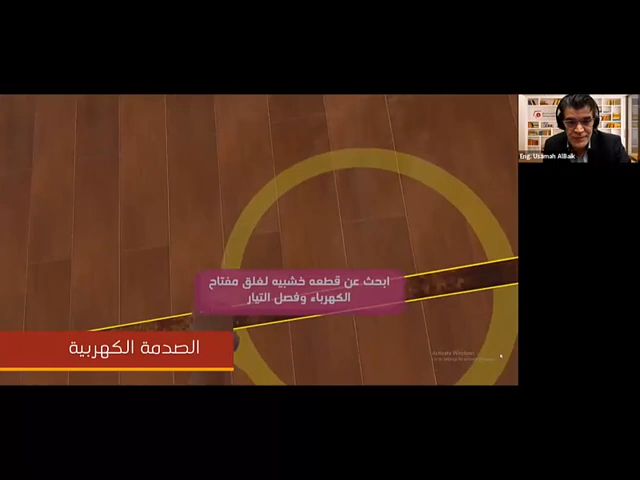 Eng. Usamah AlBaik
ابحث عن قطعه خشبيه لغلق مفتاح
الكهرباء وفصل التيار
الصدمة الكهربية
Activate Windows